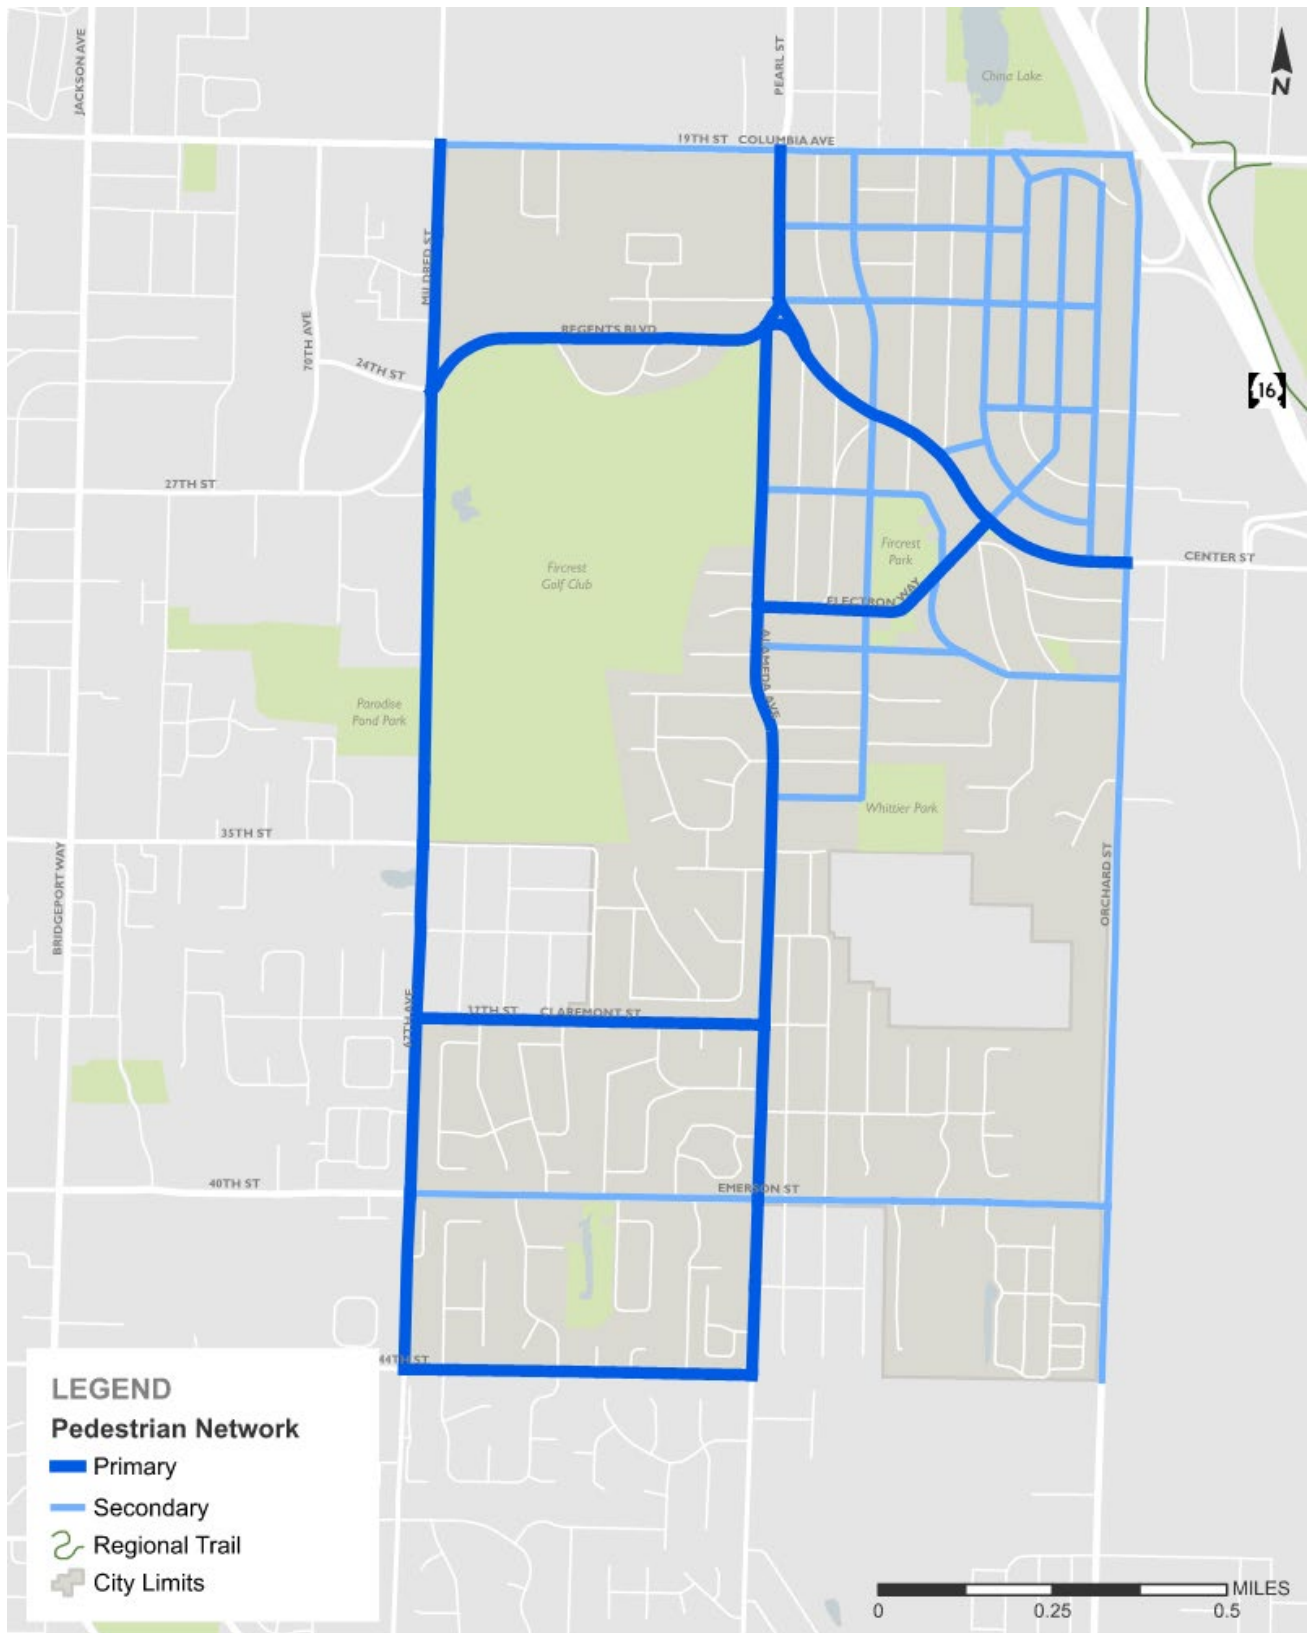 JACKSON AVE
PEARL ST
China Lake
N
19TH ST COLUMBIA AVE
MILDRED ST
70TH AVE
REGENTS BLVD
24TH ST
16
27TH ST
Fircrest
Park
CENTER ST
Fircrest
Golf Club
ELECTRON WAY
ALAMEDA AVE
Paradise
Pond Park
Whittier Park
35TH ST
BRIDGEPORT WAY
ORCHARD ST
67TH AVE
37TH ST CLAREMONT ST
40TH ST
EMERSON ST
44TH ST
LEGEND
Pedestrian Network
Primary
Secondary
Regional Trail
City Limits
MILES
0 0.25 0.5